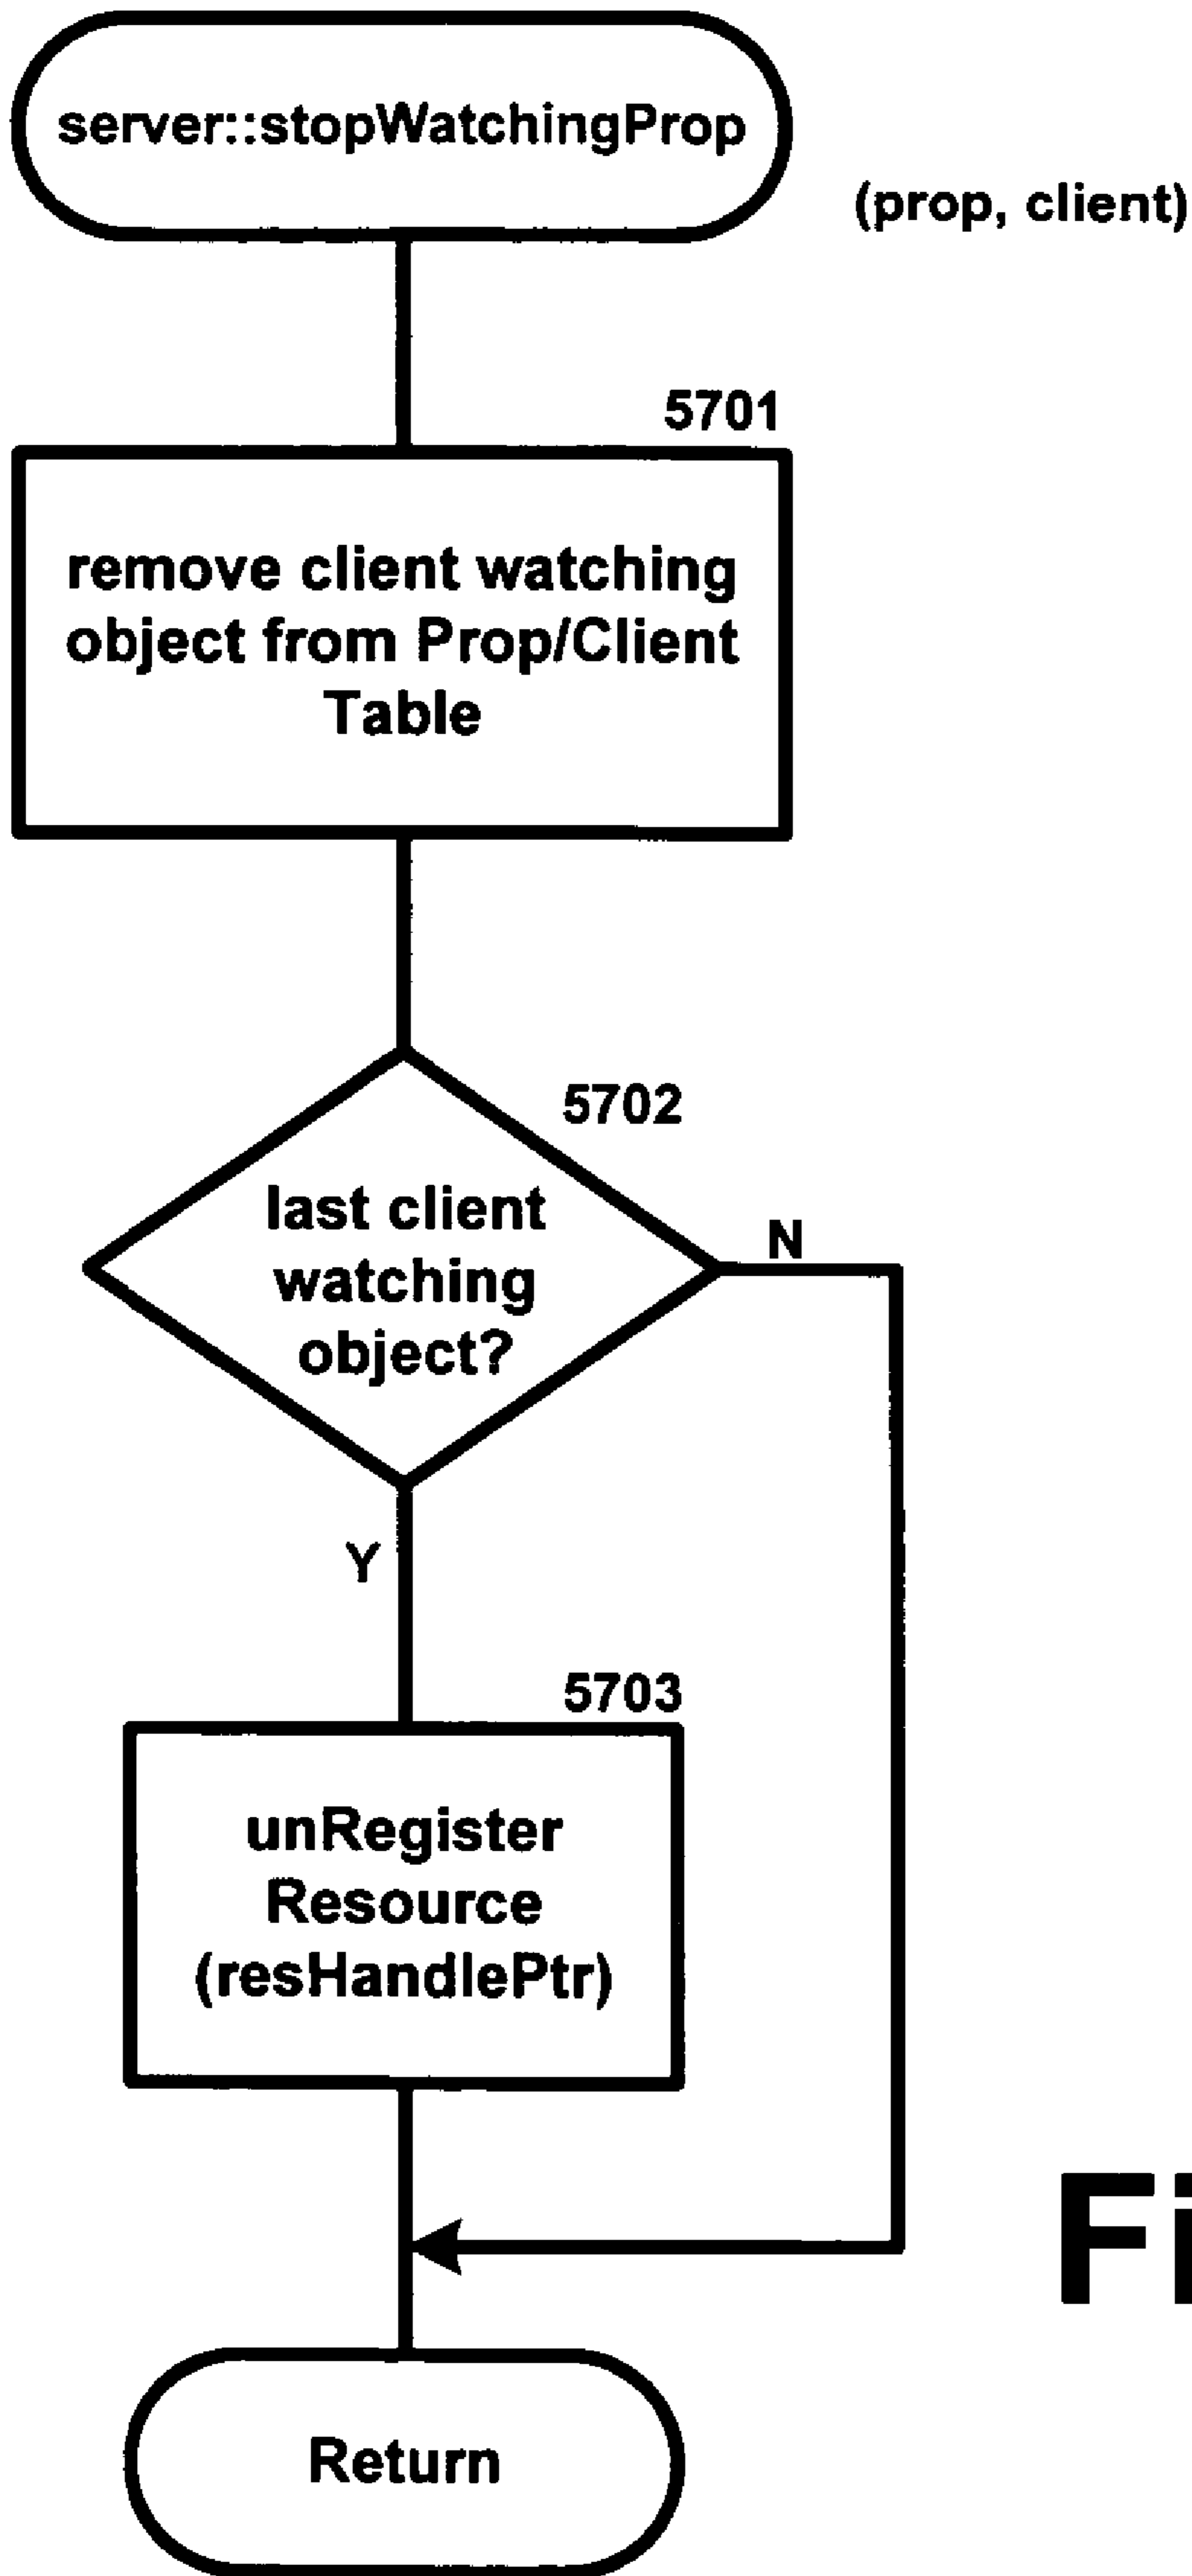 server::stopWatchingProp
(prop, client)
5701
remove client watching
object from Prop/Client
Table
5702
last client
watching
object?
N
Y
5703
unRegister
Resource
(resHandlePtr)
Return